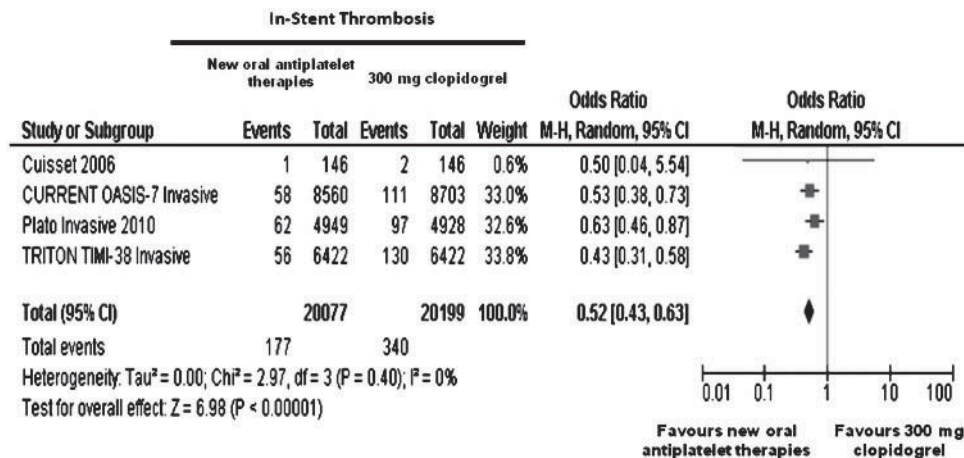 In-Stent Thrombosis
New oral antiplatelet therapies 300 mg clopidogrel Odds Ratio Odds Ratio
Study or Subgroup Events Total Events Total Weight M-H, Random, 95% CI M-H, Random, 95% CI
Cuisset 2006 1 146 2 146 0.6% 0.50 [0.04, 5.54]
CURRENT OASIS-7 Invasive 58 8560 111 8703 33.0% 0.53 [0.38, 0.73]
Plato Invasive 2010 62 4949 97 4928 32.6% 0.63 [0.46, 0.87]
TRITON TIMI-38 Invasive 56 6422 130 6422 33.8% 0.43 [0.31, 0.58]
Total (95% CI) 20077 20199 100.0% 0.52 [0.43, 0.63]
Total events 177 340
Heterogeneity: Tau² = 0.00; Chi² = 2.97, df = 3 (P = 0.40); I² = 0%
Test for overall effect: Z = 6.98 (P < 0.00001)
0.01 0.1 1 10 100
Favours new oral antiplatelet therapies Favours 300 mg clopidogrel